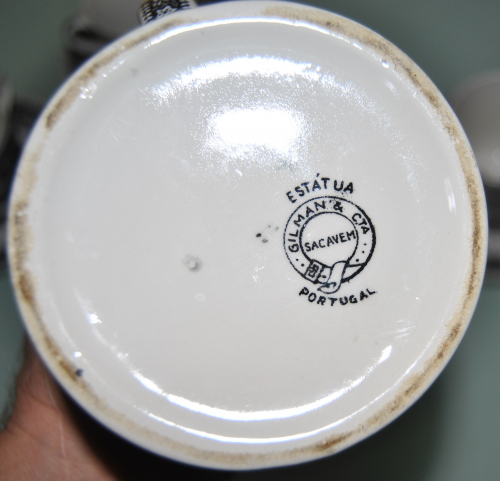 ESTÁTUA
GILMAN & CTA
SACAVEM
PORTUGAL